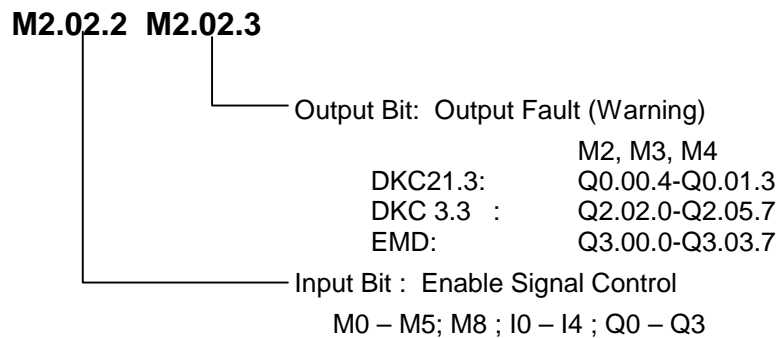 M2.02.2 M2.02.3
Output Bit: Output Fault (Warning)
M2, M3, M4
DKC21.3: Q0.00.4-Q0.01.3
DKC 3.3 : Q2.02.0-Q2.05.7
EMD: Q3.00.0-Q3.03.7
Input Bit : Enable Signal Control
M0 – M5; M8 ; I0 – I4 ; Q0 – Q3